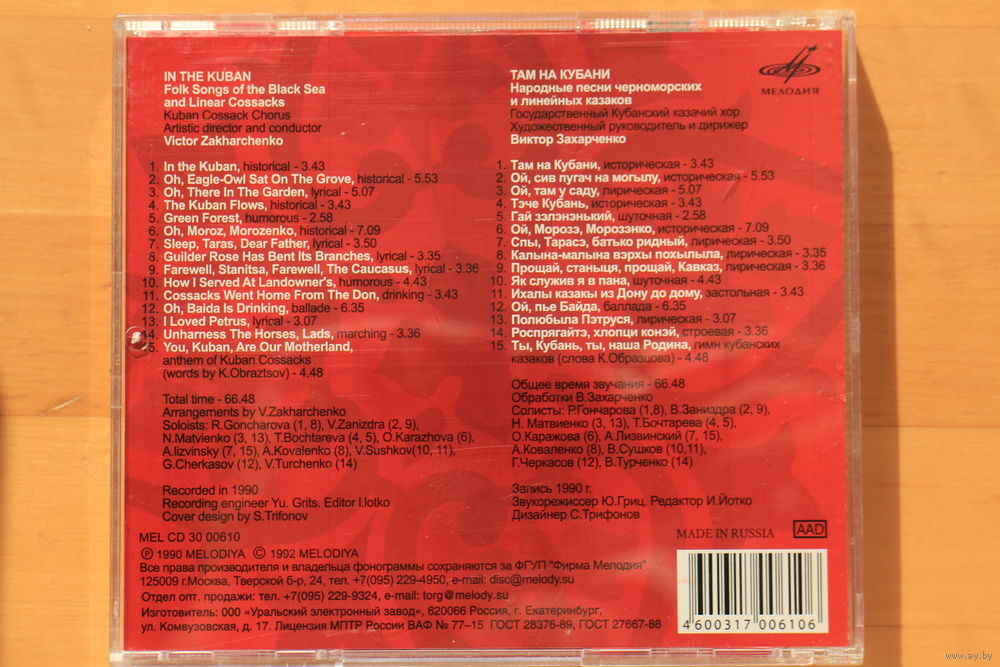 IN THE KUBAN
Folk Songs of the Black Sea
and Linear Cossacks
Kuban Cossack Chorus
Artistic director and conductor
Victor Zakharchenko
1. In the Kuban, historical - 3.43
2. Oh, Eagle-Owl Sat On The Grove, historical - 5.53
3. Oh, There In The Garden, lyrical - 5.07
4. The Kuban Flows, historical - 3.43
5. Green Forest, humorous - 2.58
6. Oh, Moroz, Morozenko, historical - 7.09
7. Sleep, Taras, Dear Father, lyrical - 3.50
8. Guilder Rose Has Bent Its Branches, lyrical - 3.35
9. Farewell, Stanitsa, Farewell, The Caucasus, lyrical - 3.36
10. How I Served At Landowner's, humorous - 4.43
11. Cossacks Went Home From The Don, drinking - 3.43
12. Oh, Baida Is Drinking, ballade - 6.35
13. I Loved Petrus, lyrical - 3.07
14. Unharness The Horses, Lads, marching - 3.36
15. You, Kuban, Are Our Motherland,
anthem of Kuban Cossacks
(words by K.Obraztsov) - 4.48
Total time - 66.48
Arrangements by V.Zakharchenko
Soloists: R.Goncharova (1, 8), V.Zanizdra (2, 9),
N.Matvienko (3, 13), T.Bochtareva (4, 5), O.Karazhova (6),
A.lizvinsky (7, 15), A.Kovalenko (8), V.Sushkov(10, 11),
G.Cherkasov (12), V.Turchenko (14)
Recorded in 1990
Recording engineer Yu. Grits. Editor I.Iotko
Cover design by S.Trifonov
ТАМ НА КУБАНИ
Народные песни черноморских
и линейных казаков
Государственный Кубанский казачий хор
Художественный руководитель и дирижер
Виктор Захарченко
МЕЛОДИЯ
1. Там на Кубани, историческая - 3.43
2. Ой, сив пугач на могылу, историческая - 5.53
3. Ой, там у саду, лирическая - 5.07
4. Тэче Кубань, историческая - 3.43
5. Гай зэлэнэнький, шуточная - 2.58
6. Ой, Морозэ, Морозэнко, историческая - 7.09
7. Спы, Тарасэ, батько ридный, лирическая - 3.50
8. Калына-малына вэрхы похылыла, лирическая - 3.35
9. Прощай, станыця, прощай, Кавказ, лирическая - 3.36
10. Як служив я в пана, шуточная - 4.43
11. Ихалы казакы из Дону до дому, застольная - 3.43
12. Ой, пье Байда, баллада - 6.35
13. Полюбыла Пэтруся, лирическая - 3.07
14. Роспрягайтэ, хлопци конэй, строевая - 3.36
15. Ты, Кубань, ты, наша Родина, гимн кубанских
казаков (слова К.Образцова) - 4.48
Общее время звучания - 66.48
Обработки В.Захарченко
Солисты: Р.Гончарова (1,8), В.Заниздра (2, 9),
Н. Матвиенко (3, 13), Т.Бочтарева (4, 5),
О.Каражова (6), А.Лизвинский (7, 15),
А.Коваленко (8), В.Сушков (10,11),
Г.Черкасов (12), В.Турченко (14)
Запись 1990 г.
Звукорежиссер Ю.Гриц. Редактор И.Йотко
Дизайнер С.Трифонов
MEL CD 30 00610
℗ 1990 MELODIYA © 1992 MELODIYA
Все права производителя и владельца фонограммы сохраняются за ФГУП "Фирма Мелодия".
125009 г.Москва, Тверской б-р, 24, тел. +7(095) 229-4950, e-mail: disc@melody.su
Отдел опт. продажи: тел. +7(095) 229-9324, e-mail: torg@melody.su
Изготовитель: ООО «Уральский электронный завод», 620066 Россия, г. Екатеринбург,
ул. Комвузовская, д. 17. Лицензия МПТР России ВАФ № 77–15 ГОСТ 28376-89, ГОСТ 27667-88
MADE IN RUSSIA AAD
4600317006106
www.ay.by